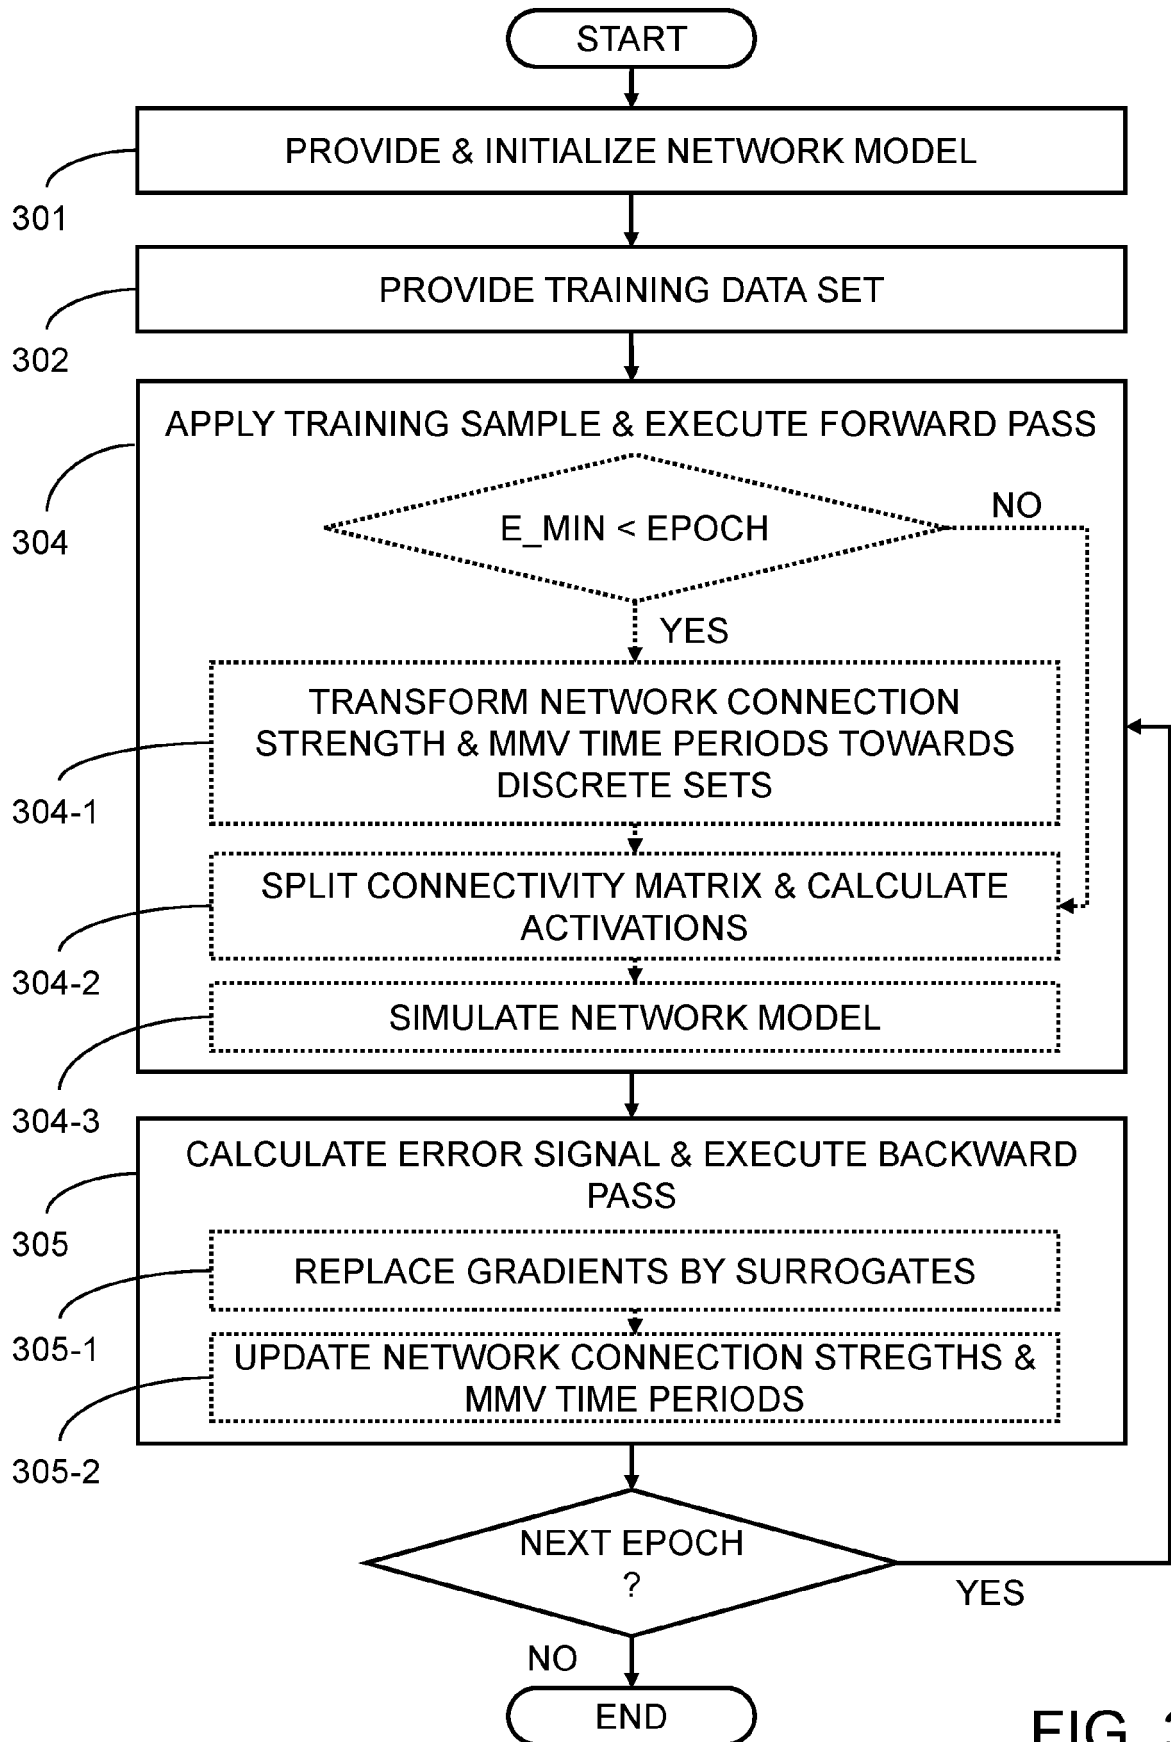 START
PROVIDE & INITIALIZE NETWORK MODEL
301
PROVIDE TRAINING DATA SET
302
APPLY TRAINING SAMPLE & EXECUTE FORWARD PASS
304
E_MIN < EPOCH
NO
YES
TRANSFORM NETWORK CONNECTION
STRENGTH & MMV TIME PERIODS TOWARDS
DISCRETE SETS
304-1
SPLIT CONNECTIVITY MATRIX & CALCULATE
ACTIVATIONS
304-2
SIMULATE NETWORK MODEL
304-3
CALCULATE ERROR SIGNAL & EXECUTE BACKWARD
PASS
305
REPLACE GRADIENTS BY SURROGATES
305-1
UPDATE NETWORK CONNECTION STREGTHS &
MMV TIME PERIODS
305-2
NEXT EPOCH
?
YES
NO
END
FIG.